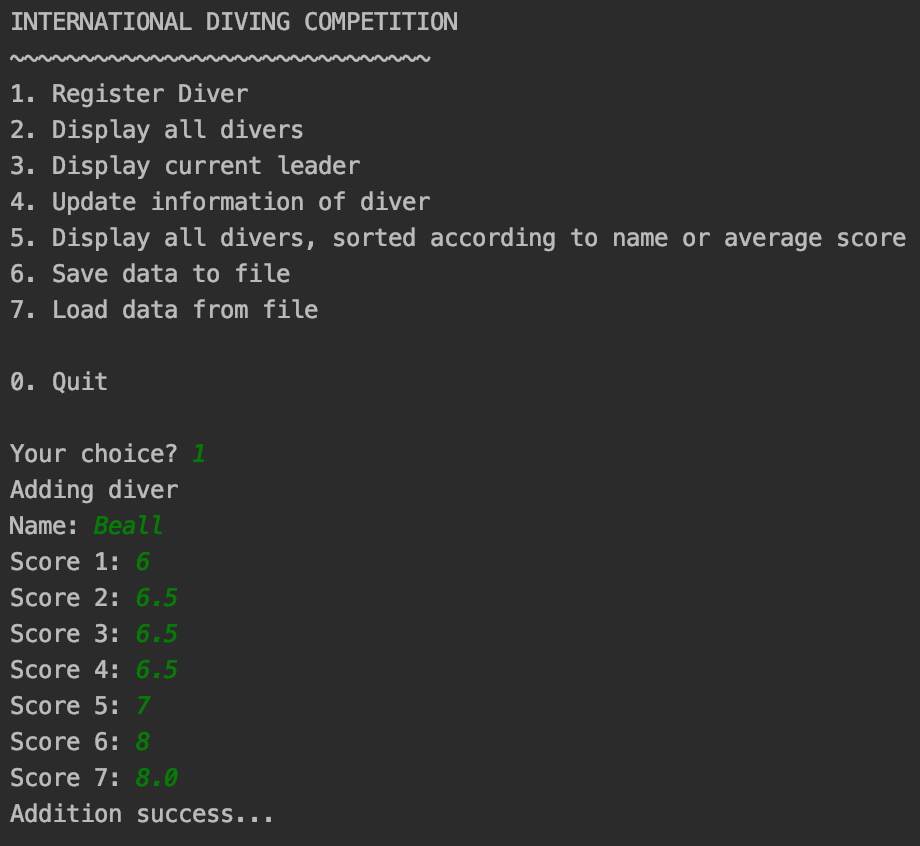 INTERNATIONAL DIVING COMPETITION
~~~~~~~~~~~~~~~~~~~~~~~~~~~~~~
1. Register Diver
2. Display all divers
3. Display current leader
4. Update information of diver
5. Display all divers, sorted according to name or average score
6. Save data to file
7. Load data from file
0. Quit
Your choice? 1
Adding diver
Name: Beall
Score 1: 6
Score 2: 6.5
Score 3: 6.5
Score 4: 6.5
Score 5: 7
Score 6: 8
Score 7: 8.0
Addition success...